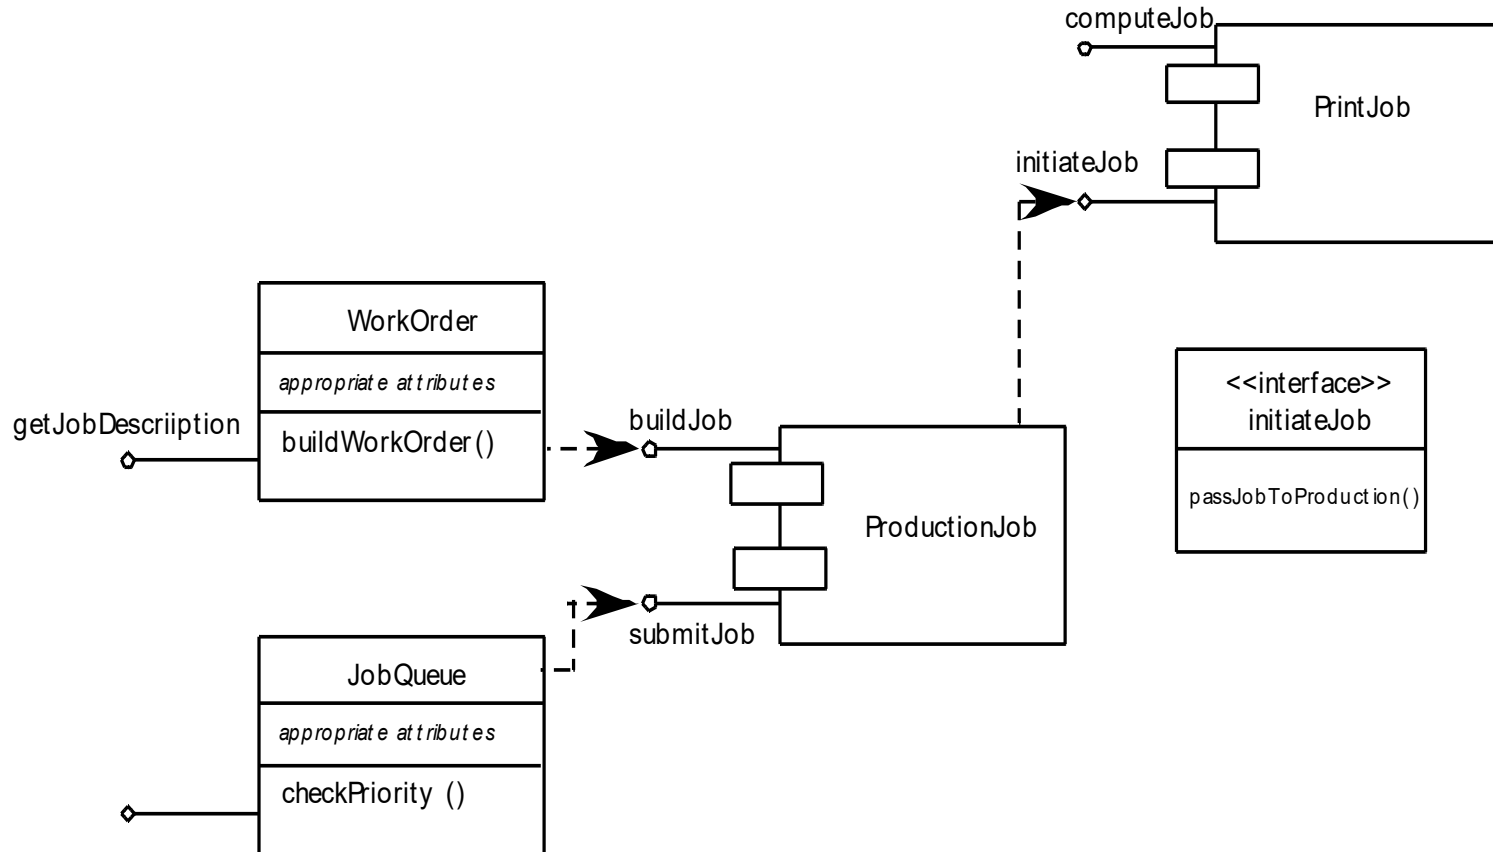 computeJob
PrintJob
initiateJob
WorkOrder
appropriate attributes
getJobDescriiption
buildWorkOrder ()
buildJob
<<interface>>
initiateJob
passJobToProduction()
ProductionJob
submitJob
JobQueue
appropriate attributes
checkPriority ()